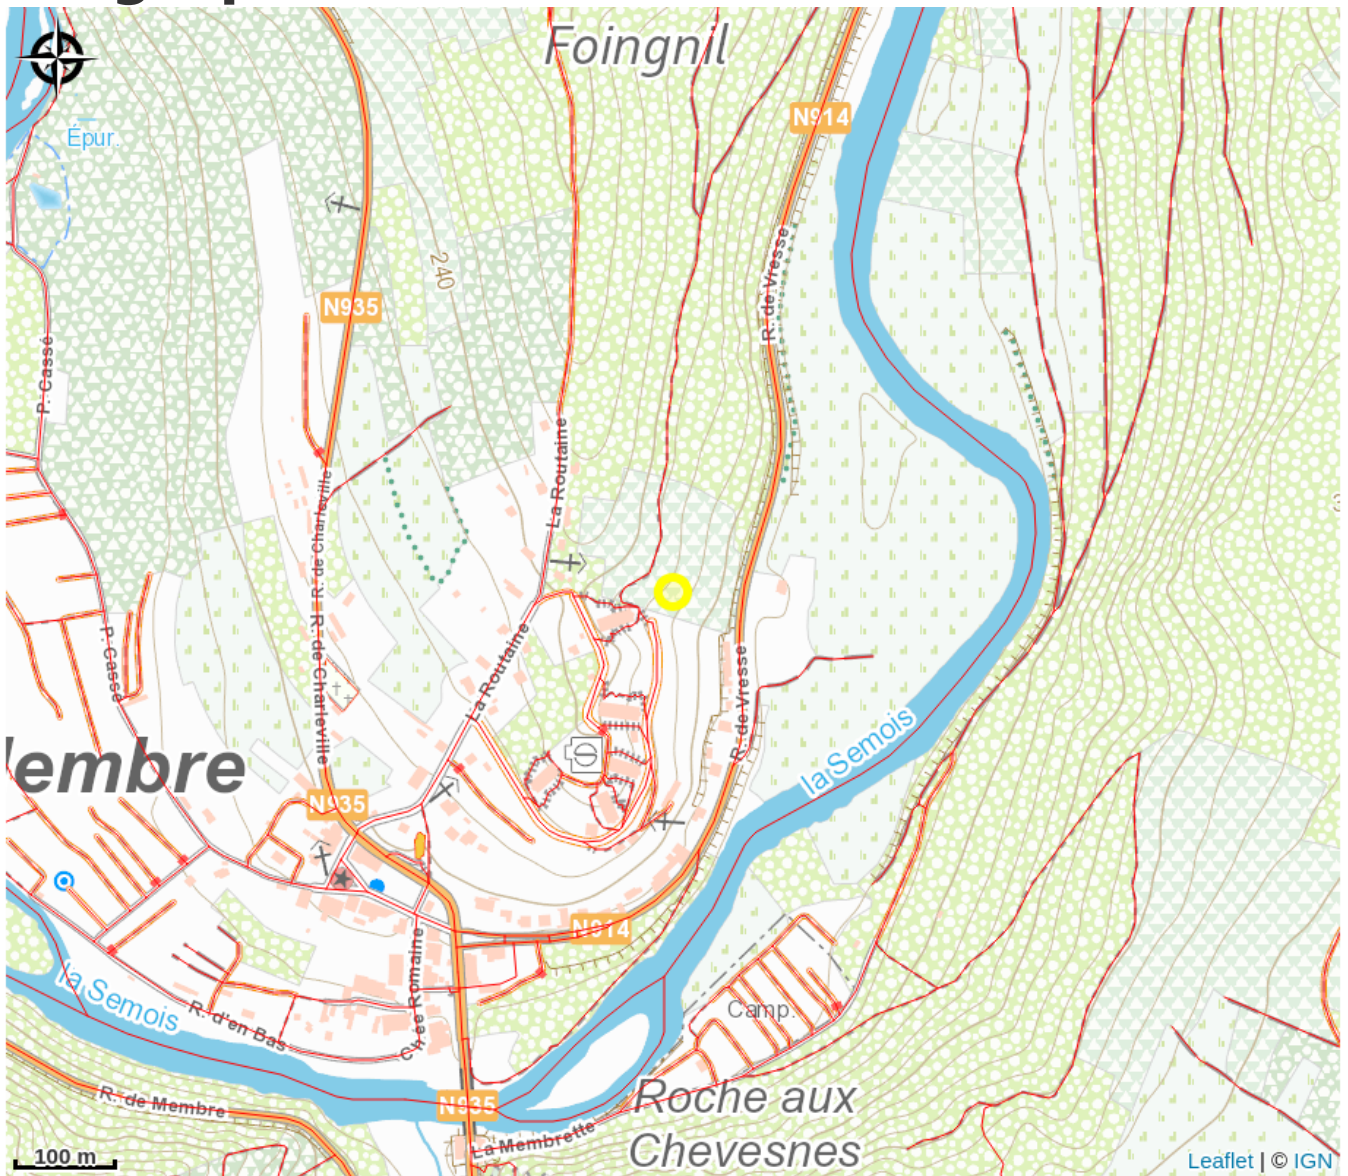 Foingnil
N914
Épur.
240
N935
R. de Vresse
P. Cassé
La Routaine
R. de Charleville
R. de Charleville
P. Cassé
La Routaine
R. de Vresse
la Semois
embre
N935
N914
Camp.
la Semois
R. d'en Bas
Ch ée Romaine
R. de Membre
N935
Roche aux
Chevesnes
La Membrette
100 m
Leaflet | © IGN